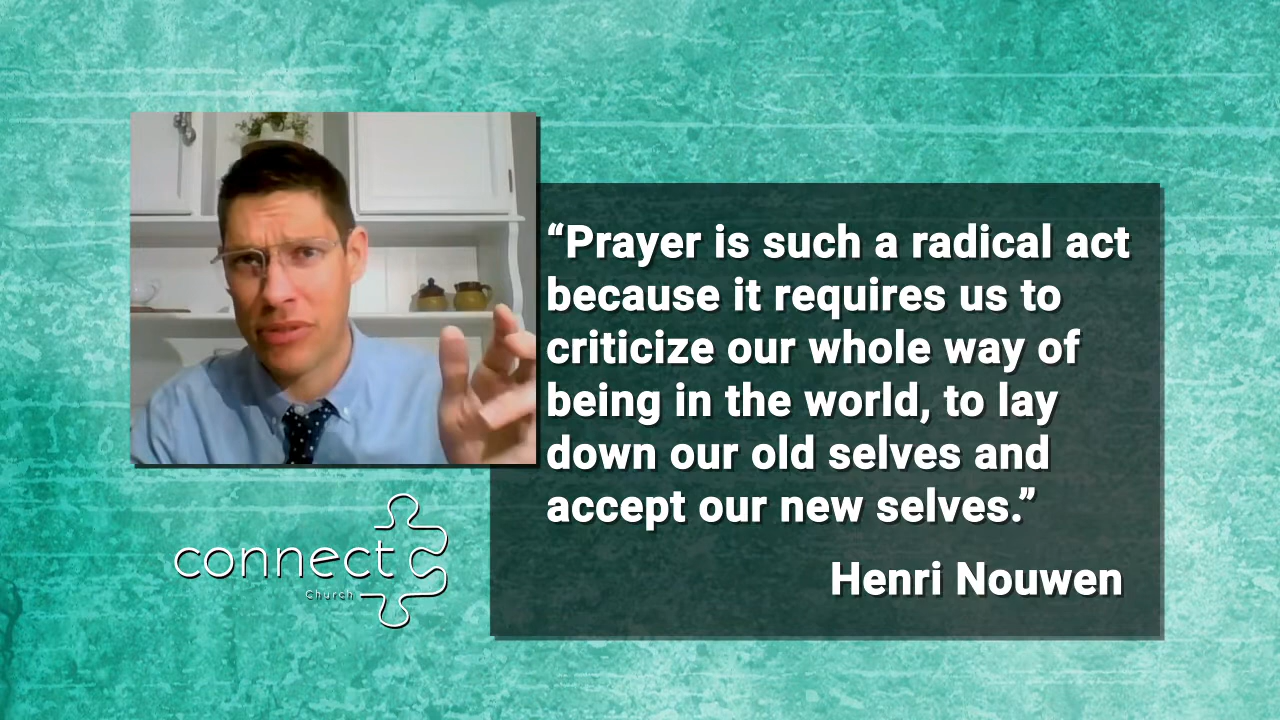 “Prayer is such a radical act
because it requires us to
criticize our whole way of
being in the world, to lay
down our old selves and
accept our new selves.”
Henri Nouwen
connect
Church